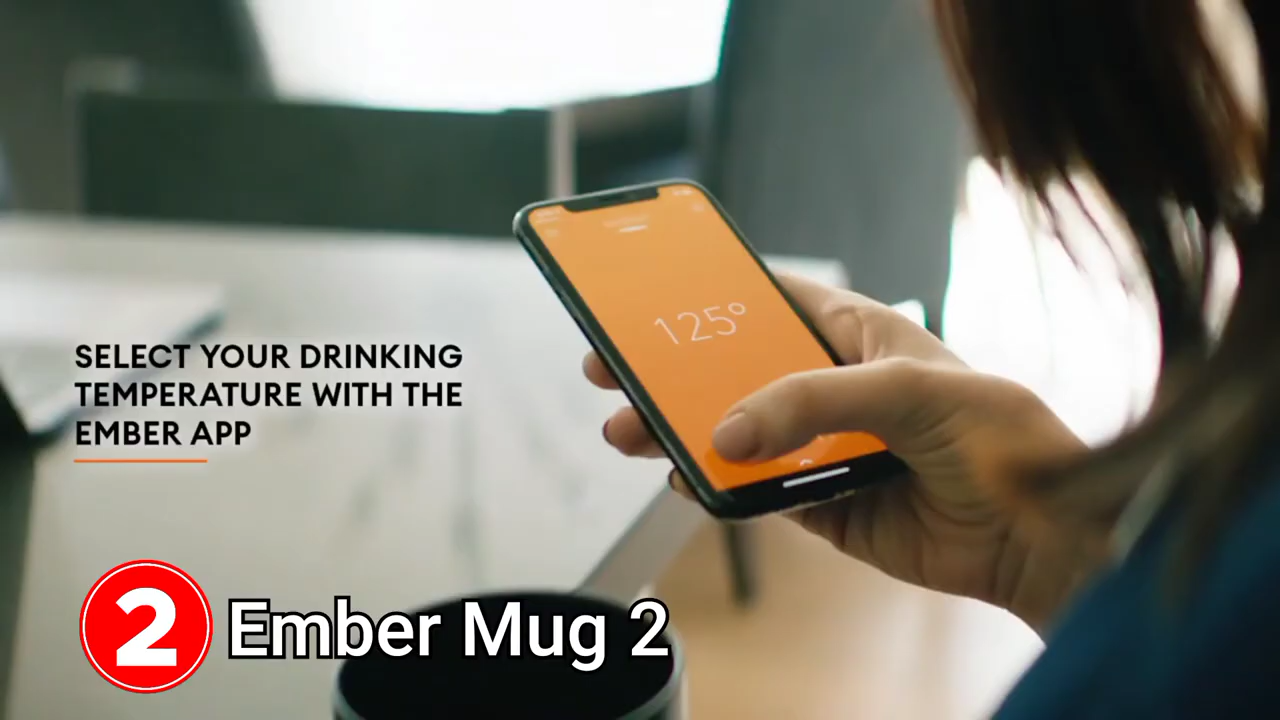 125°
SELECT YOUR DRINKING
TEMPERATURE WITH THE
EMBER APP
2 Ember Mug 2